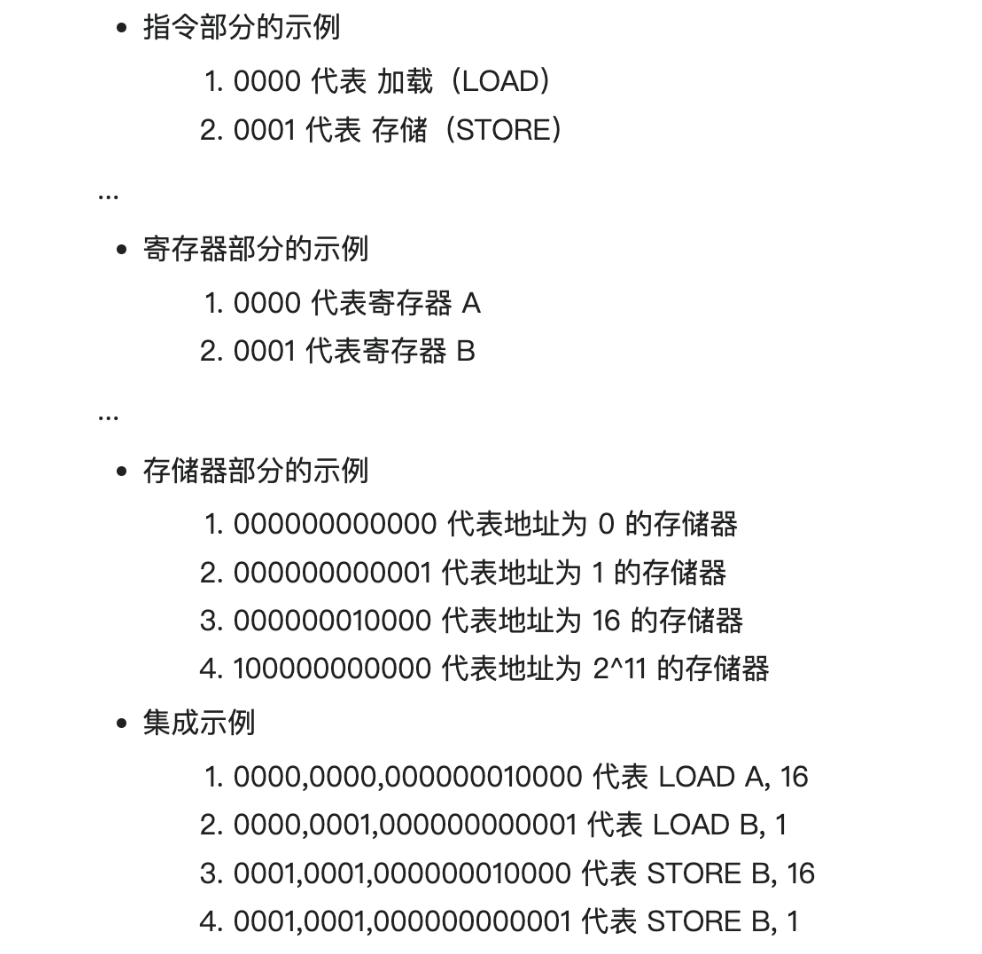 • 指令部分的示例
1. 0000 代表 加载（LOAD）
2. 0001 代表 存储（STORE）
...
• 寄存器部分的示例
1. 0000 代表寄存器 A
2. 0001 代表寄存器 B
...
• 存储器部分的示例
1. 000000000000 代表地址为 0 的存储器
2. 000000000001 代表地址为 1 的存储器
3. 000000010000 代表地址为 16 的存储器
4. 100000000000 代表地址为 2^11 的存储器
• 集成示例
1. 0000,0000,000000010000 代表 LOAD A, 16
2. 0000,0001,000000000001 代表 LOAD B, 1
3. 0001,0001,000000010000 代表 STORE B, 16
4. 0001,0001,000000000001 代表 STORE B, 1